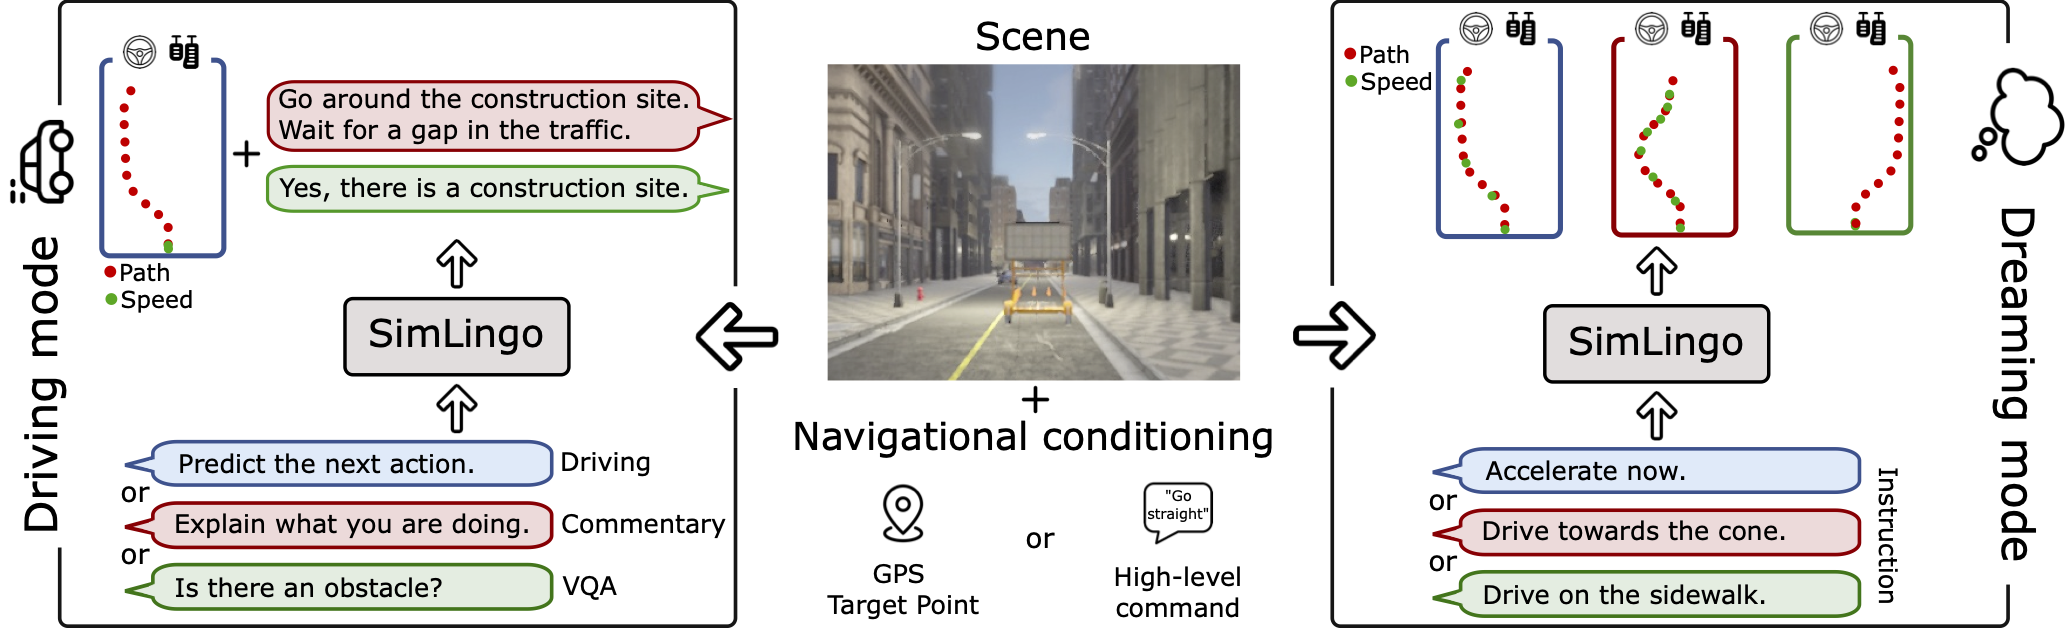 Driving mode
Go around the construction site.
Wait for a gap in the traffic.
+
Yes, there is a construction site.
Path
Speed
SimLingo
Predict the next action.
Driving
or
Explain what you are doing.
Commentary
or
Is there an obstacle?
VQA
Scene
+
Navigational conditioning
GPS
Target Point
or
"Go
straight"
High-level
command
Path
Speed
SimLingo
Accelerate now.
or
Drive towards the cone.
or
Drive on the sidewalk.
Instruction
Dreaming mode